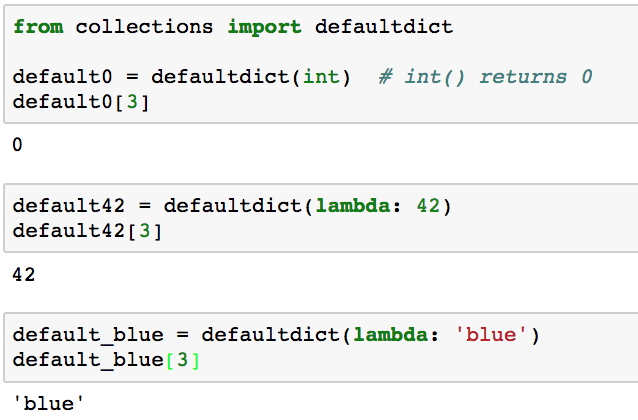 from collections import defaultdict
default0 = defaultdict(int)  # int() returns 0
default0[3]
0
default42 = defaultdict(lambda: 42)
default42[3]
42
default_blue = defaultdict(lambda: 'blue')
default_blue[3]
'blue'